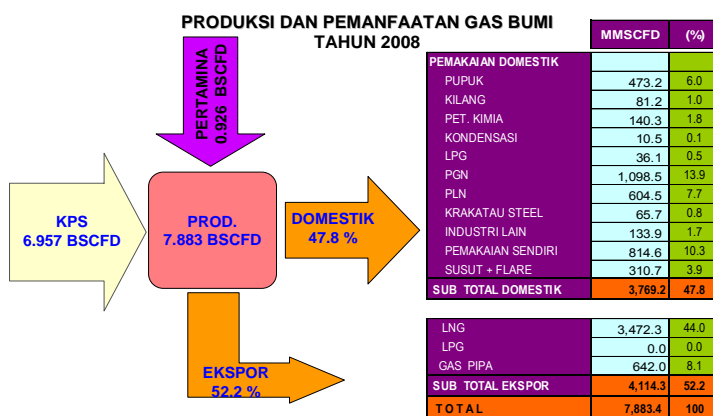 PRODUKSI DAN PEMANFAATAN GAS BUMI
TAHUN 2008
PERTAMINA
0.926 BSCFD
KPS
6.957 BSCFD
PROD.
7.883 BSCFD
DOMESTIK
47.8 %
EKSPOR
52.2 %
MMSCFD (%)
PEMAKAIAN DOMESTIK
PUPUK 473.2 6.0
KILANG 81.2 1.0
PET. KIMIA 140.3 1.8
KONDENSASI 10.5 0.1
LPG 36.1 0.5
PGN 1,098.5 13.9
PLN 604.5 7.7
KRAKATAU STEEL 65.7 0.8
INDUSTRI LAIN 133.9 1.7
PEMAKAIAN SENDIRI 814.6 10.3
SUSUT + FLARE 310.7 3.9
SUB TOTAL DOMESTIK 3,769.2 47.8
LNG 3,472.3 44.0
LPG 0.0 0.0
GAS PIPA 642.0 8.1
SUB TOTAL EKSPOR 4,114.3 52.2
T O T A L 7,883.4 100